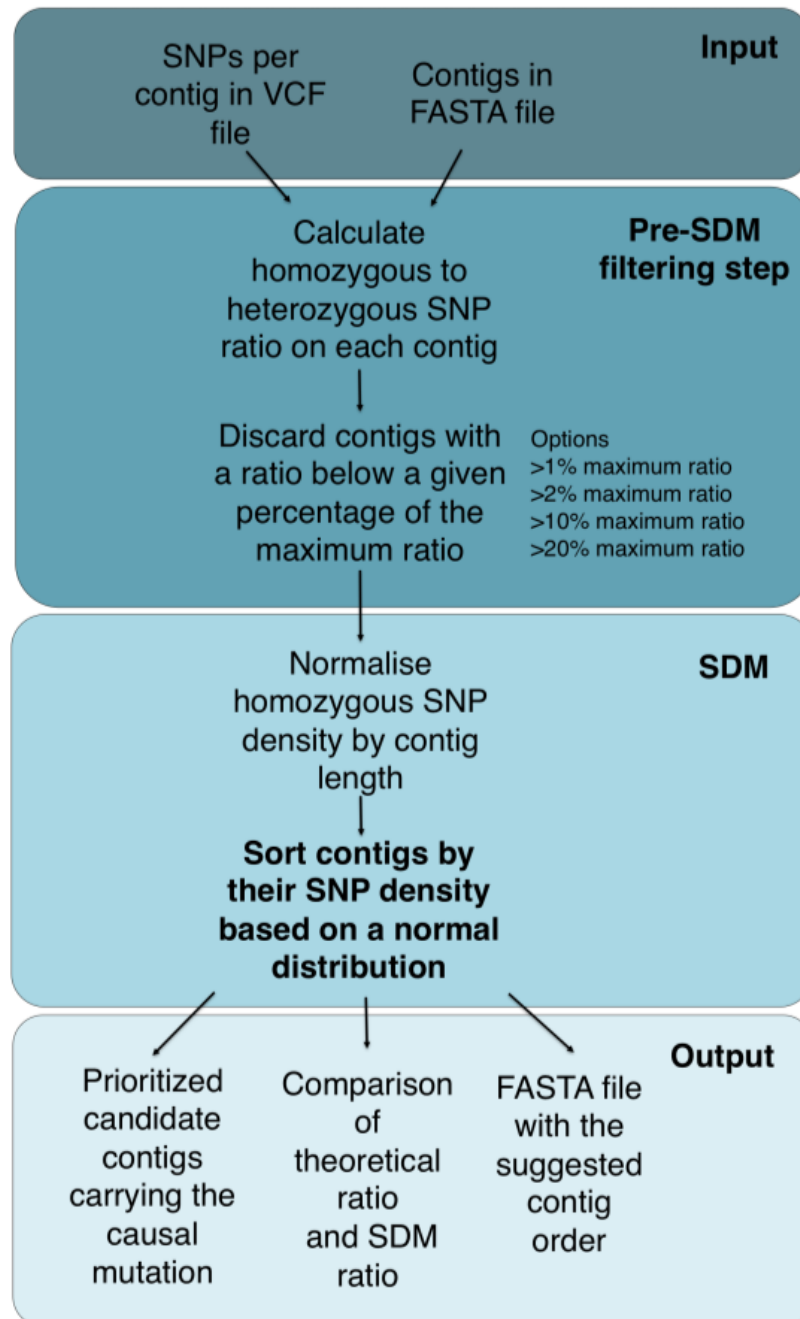 Input
SNPs per
contig in VCF
file
Contigs in
FASTA file
Pre-SDM
filtering step
Calculate
homozygous to
heterozygous SNP
ratio on each contig
Discard contigs with
a ratio below a given
percentage of the
maximum ratio
Options
>1% maximum ratio
>2% maximum ratio
>10% maximum ratio
>20% maximum ratio
SDM
Normalise
homozygous SNP
density by contig
length
Sort contigs by
their SNP density
based on a normal
distribution
Output
Prioritized
candidate
contigs
carrying the
causal
mutation
Comparison
of
theoretical
ratio
and SDM
ratio
FASTA file
with the
suggested
contig
order